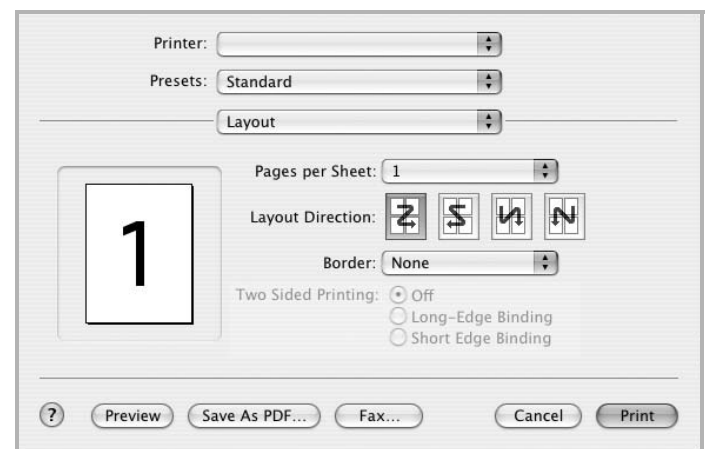 Printer:
Presets: Standard
Layout
Pages per Sheet: 1
1
Layout Direction:
Border: None
Two Sided Printing: Off
Long-Edge Binding
Short Edge Binding
? Preview Save As PDF... Fax... Cancel Print